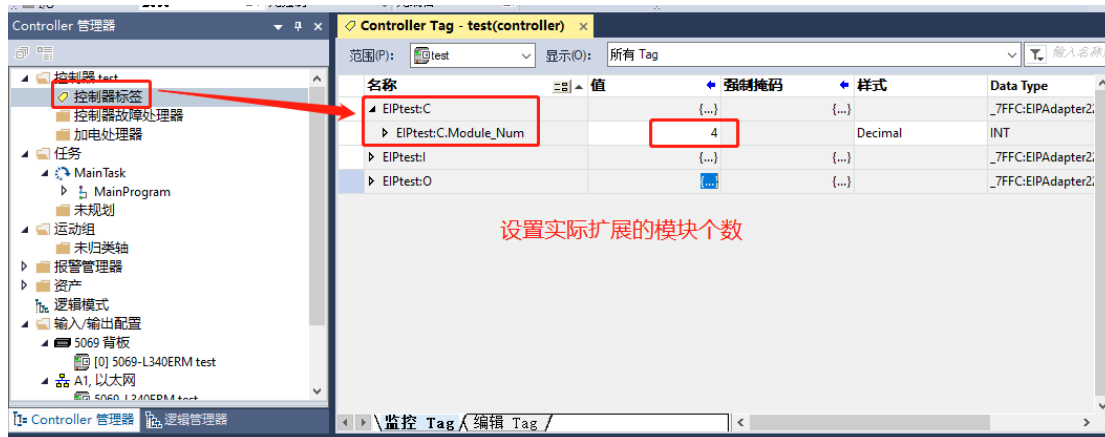 Controller 管理器
Controller Tag - test(controller)
范围(P):
test
显示(O):
所有 Tag
控制器 test
控制器标签
控制器故障处理器
加电处理器
任务
MainTask
MainProgram
未规划
运动组
未归类轴
报警管理器
资产
逻辑模式
输入/输出配置
5069 背板
[0] 5069-L340ERM test
A1, 以太网
5069-L340ERM test
Controller 管理器
逻辑管理器
名称 值 强制掩码 样式 Data Type
EIPtest:C {...} {...} _7FFC:EIPAdapter22
EIPtest:C.Module_Num 4 Decimal INT
EIPtest:I {...} {...} _7FFC:EIPAdapter22
EIPtest:O {...} {...} _7FFC:EIPAdapter22
设置实际扩展的模块个数
监控 Tag 编辑 Tag